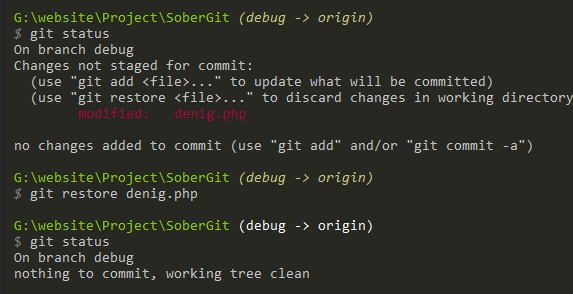 G:\website\Project\SoberGit (debug -> origin)
$ git status
On branch debug
Changes not staged for commit:
  (use "git add <file>..." to update what will be committed)
  (use "git restore <file>..." to discard changes in working directory
        modified:   denig.php

no changes added to commit (use "git add" and/or "git commit -a")

G:\website\Project\SoberGit (debug -> origin)
$ git restore denig.php

G:\website\Project\SoberGit (debug -> origin)
$ git status
On branch debug
nothing to commit, working tree clean